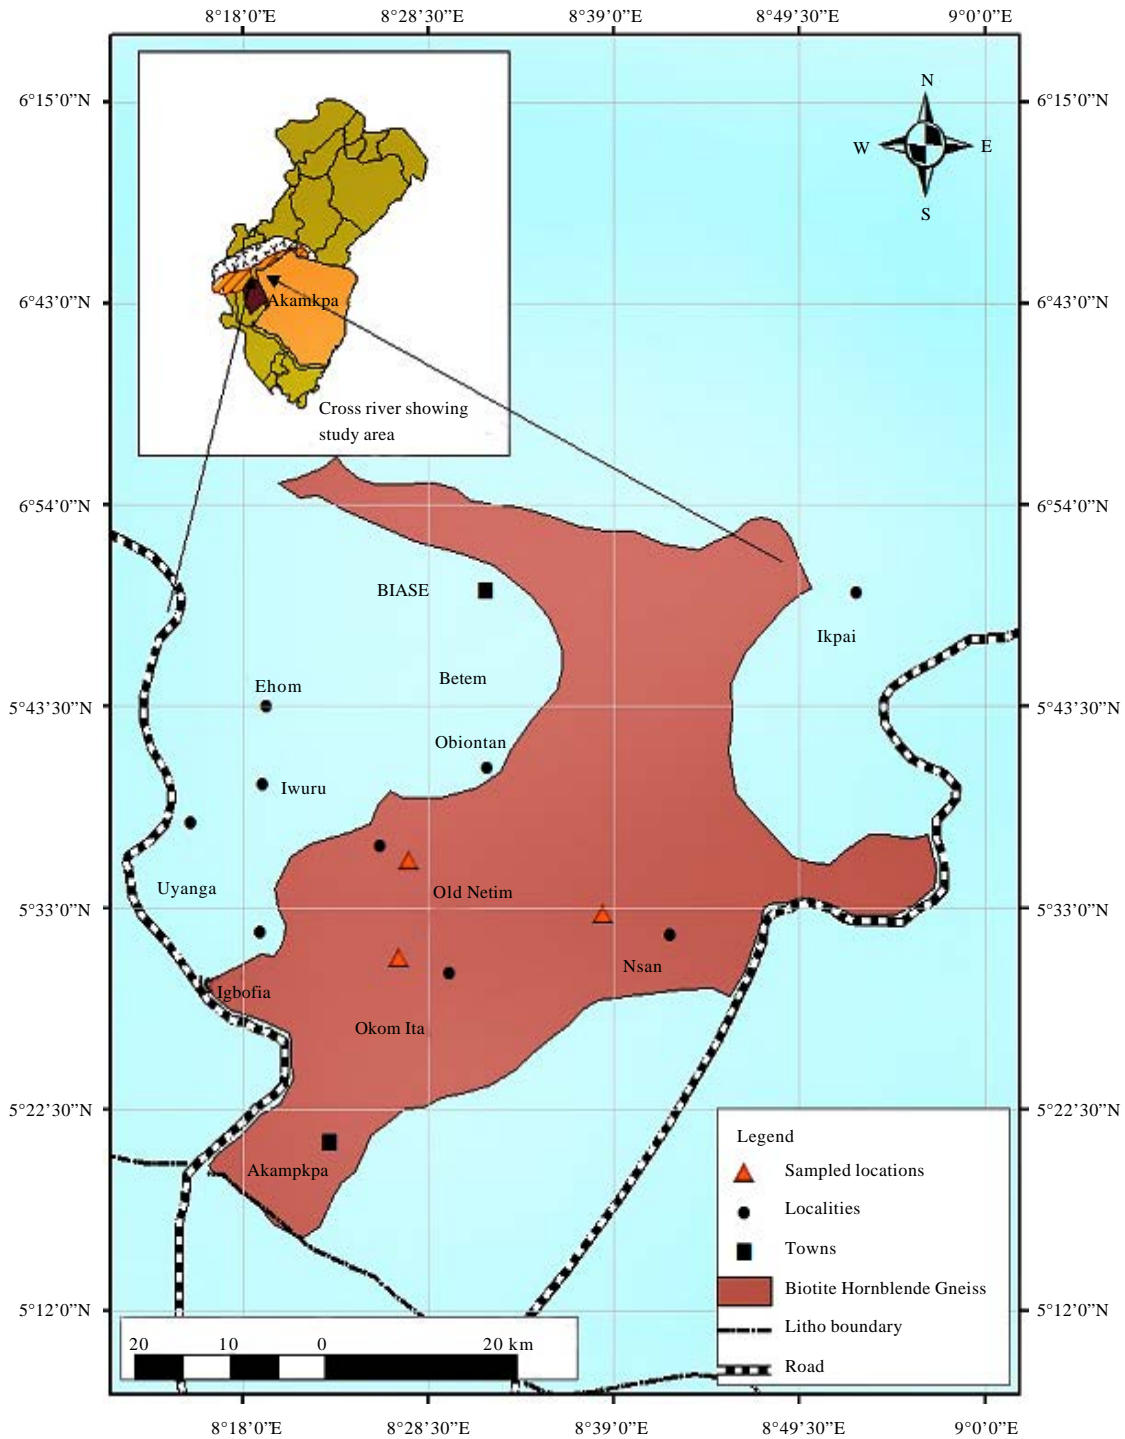 8°18’0”E 8°28’30”E 8°39’0”E 8°49’30”E 9°0’0”E
6°15’0”N 6°15’0”N
N
W E
S
6°43’0”N 6°43’0”N
Akamkpa
Cross river showing
study area
6°54’0”N 6°54’0”N
BIASE
Ikpai
Betem
Ehom
5°43’30”N 5°43’30”N
Obiontan
Iwuru
Uyanga
Old Netim
5°33’0”N 5°33’0”N
Nsan
Igbofia
Okom Ita
5°22’30”N 5°22’30”N
Akampkpa
Legend
Sampled locations
Localities
Towns
Biotite Hornblende Gneiss
Litho boundary
Road
5°12’0”N 5°12’0”N
20 10 0 20 km
8°18’0”E 8°28’30”E 8°39’0”E 8°49’30”E 9°0’0”E